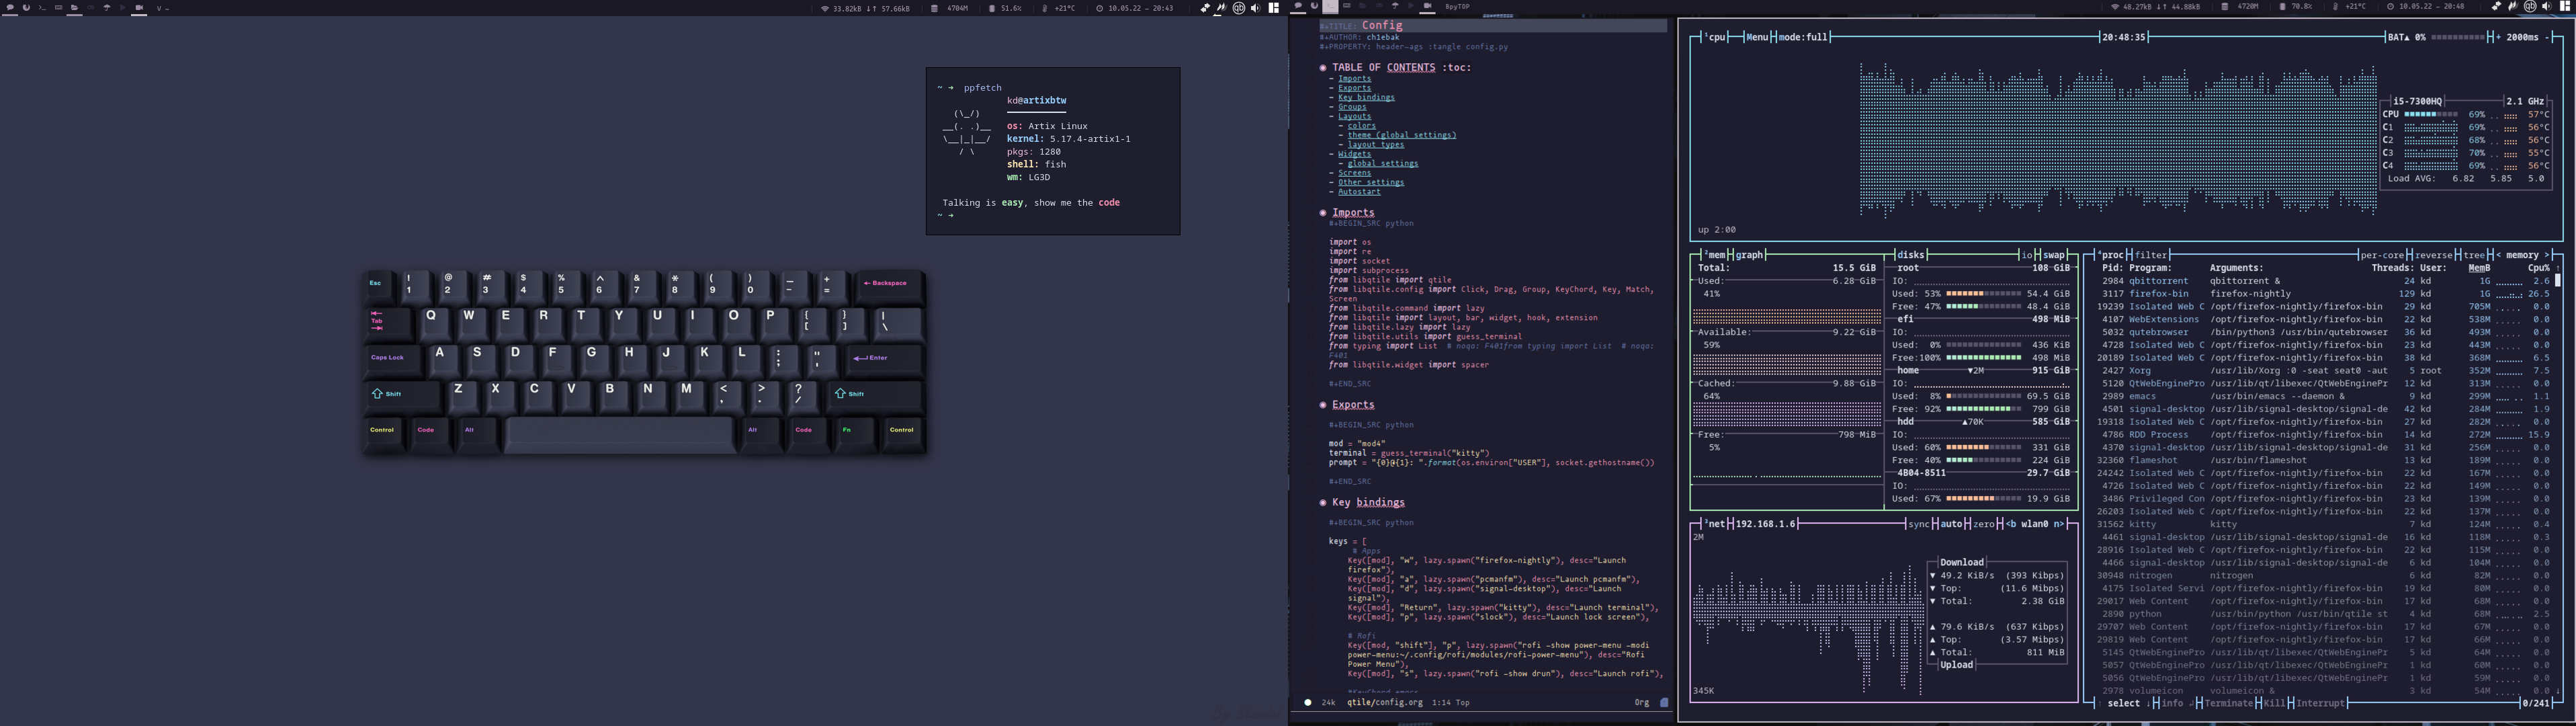 V ~
33.82kB ↓↑ 57.66kB
4704M
51.6%
+21°C
10.05.22 – 20:43
~ → ppfetch
kd@artixbtw
(\_/)
__(. .)__
\__|_|__/
/ \
os: Artix Linux
kernel: 5.17.4-artix1-1
pkgs: 1280
shell: fish
wm: LG3D
Talking is easy, show me the code
~ →
Esc ! 1 @ 2 # 3 $ 4 % 5 ^ 6 & 7 * 8 ( 9 ) 0 — - + = ← Backspace
Tab Q W E R T Y U I O P { [ } ] | \
Caps Lock A S D F G H J K L : ; " ' Enter
Shift Z X C V B N M < , > . ? / Shift
Control Code Alt Alt Code Fn Control
BpyTOP
48.27kB ↓↑ 44.88kB
4720M
70.8%
+21°C
10.05.22 – 20:48
#+TITLE: Config
#+AUTHOR: ch1ebak
#+PROPERTY: header-ags :tangle config.py
◉ TABLE OF CONTENTS :toc:
– Imports
– Exports
– Key bindings
– Groups
– Layouts
– colors
– theme (global settings)
– layout types
– Widgets
– global settings
– Screens
– Other settings
– Autostart
◉ Imports
#+BEGIN_SRC python
import os
import re
import socket
import subprocess
from libqtile import qtile
from libqtile.config import Click, Drag, Group, KeyChord, Key, Match,
Screen
from libqtile.command import lazy
from libqtile import layout, bar, widget, hook, extension
from libqtile.lazy import lazy
from libqtile.utils import guess_terminal
from typing import List # noqa: F401from typing import List # noqa:
F401
from libqtile.widget import spacer
#+END_SRC
◉ Exports
#+BEGIN_SRC python
mod = "mod4"
terminal = guess_terminal("kitty")
prompt = "{0}@{1}: ".format(os.environ["USER"], socket.gethostname())
#+END_SRC
◉ Key bindings
#+BEGIN_SRC python
keys = [
# Apps
Key([mod], "w", lazy.spawn("firefox-nightly"), desc="Launch
firefox"),
Key([mod], "a", lazy.spawn("pcmanfm"), desc="Launch pcmanfm"),
Key([mod], "d", lazy.spawn("signal-desktop"), desc="Launch
signal"),
Key([mod], "Return", lazy.spawn("kitty"), desc="Launch terminal"),
Key([mod], "p", lazy.spawn("slock"), desc="Launch lock screen"),
# Rofi
Key([mod, "shift"], "p", lazy.spawn("rofi -show power-menu -modi
power-menu:~/.config/rofi/modules/rofi-power-menu"), desc="Rofi
Power Menu"),
Key([mod], "s", lazy.spawn("rofi -show drun"), desc="Launch rofi"),
24k qtile/config.org 1:14 Top Org
¹cpu Menu mode:full 20:48:35 BAT▲ 0% + 2000ms -
i5-7300HQ 2.1 GHz
CPU 69% 57°C
C1 69% 56°C
C2 68% 56°C
C3 70% 55°C
C4 69% 56°C
Load AVG: 6.82 5.85 5.0
up 2:00
²mem graph
Total: 15.5 GiB
Used: 6.28 GiB
41%
Available: 9.22 GiB
59%
Cached: 9.88 GiB
64%
Free: 798 MiB
5%
disks io swap
root 108 GiB
IO:
Used: 53% 54.4 GiB
Free: 47% 48.4 GiB
efi 498 MiB
IO:
Used: 0% 436 KiB
Free:100% 498 MiB
home ▼2M 915 GiB
IO:
Used: 8% 69.5 GiB
Free: 92% 799 GiB
hdd ▲70K 585 GiB
IO:
Used: 60% 331 GiB
Free: 40% 224 GiB
4B04-8511 29.7 GiB
IO:
Used: 67% 19.9 GiB
³net 192.168.1.6 sync auto zero <b wlan0 n>
2M
Download
▼ 49.2 KiB/s (393 Kibps)
▼ Top: (11.6 Mibps)
▼ Total: 2.38 GiB
▲ 79.6 KiB/s (637 Kibps)
▲ Top: (3.57 Mibps)
▲ Total: 811 MiB
Upload
345K
⁴proc filter per-core reverse tree < memory >
Pid: Program: Arguments: Threads: User: MemB Cpu% ↑
2984 qbittorrent qbittorrent & 24 kd 1G 2.6
3117 firefox-bin firefox-nightly 129 kd 1G 26.5
19239 Isolated Web C /opt/firefox-nightly/firefox-bin 29 kd 705M 0.0
4107 WebExtensions /opt/firefox-nightly/firefox-bin 22 kd 538M 0.0
5032 qutebrowser /bin/python3 /usr/bin/qutebrowser 36 kd 493M 0.0
4728 Isolated Web C /opt/firefox-nightly/firefox-bin 23 kd 443M 0.0
20189 Isolated Web C /opt/firefox-nightly/firefox-bin 38 kd 368M 6.5
2427 Xorg /usr/lib/Xorg :0 -seat seat0 -aut 5 root 352M 7.5
5120 QtWebEnginePro /usr/lib/qt/libexec/QtWebEnginePr 12 kd 313M 0.0
2989 emacs /usr/bin/emacs --daemon & 9 kd 299M 1.1
4501 signal-desktop /usr/lib/signal-desktop/signal-de 42 kd 284M 1.9
19318 Isolated Web C /opt/firefox-nightly/firefox-bin 27 kd 282M 0.0
4786 RDD Process /opt/firefox-nightly/firefox-bin 14 kd 272M 15.9
4370 signal-desktop /usr/lib/signal-desktop/signal-de 31 kd 256M 0.0
32360 flameshot /usr/bin/flameshot 13 kd 189M 0.0
24242 Isolated Web C /opt/firefox-nightly/firefox-bin 22 kd 167M 0.0
4726 Isolated Web C /opt/firefox-nightly/firefox-bin 22 kd 149M 0.0
3486 Privileged Con /opt/firefox-nightly/firefox-bin 23 kd 139M 0.0
26203 Isolated Web C /opt/firefox-nightly/firefox-bin 22 kd 137M 0.0
31562 kitty kitty 7 kd 124M 0.4
4461 signal-desktop /usr/lib/signal-desktop/signal-de 16 kd 118M 0.3
28916 Isolated Web C /opt/firefox-nightly/firefox-bin 22 kd 115M 0.0
4466 signal-desktop /usr/lib/signal-desktop/signal-de 6 kd 104M 0.0
30948 nitrogen nitrogen 6 kd 82M 0.0
4175 Isolated Servi /opt/firefox-nightly/firefox-bin 19 kd 80M 0.0
29017 Web Content /opt/firefox-nightly/firefox-bin 17 kd 68M 0.0
2890 python /usr/bin/python /usr/bin/qtile st 4 kd 68M 2.5
29707 Web Content /opt/firefox-nightly/firefox-bin 17 kd 67M 0.0
29819 Web Content /opt/firefox-nightly/firefox-bin 17 kd 66M 0.0
5145 QtWebEnginePro /usr/lib/qt/libexec/QtWebEnginePr 5 kd 64M 0.0
5057 QtWebEnginePro /usr/lib/qt/libexec/QtWebEnginePr 1 kd 60M 0.0
5056 QtWebEnginePro /usr/lib/qt/libexec/QtWebEnginePr 1 kd 59M 0.0
2978 volumeicon volumeicon & 3 kd 54M 0.0 ↓
↑ select ↓ info ↲ Terminate Kill Interrupt 0/241